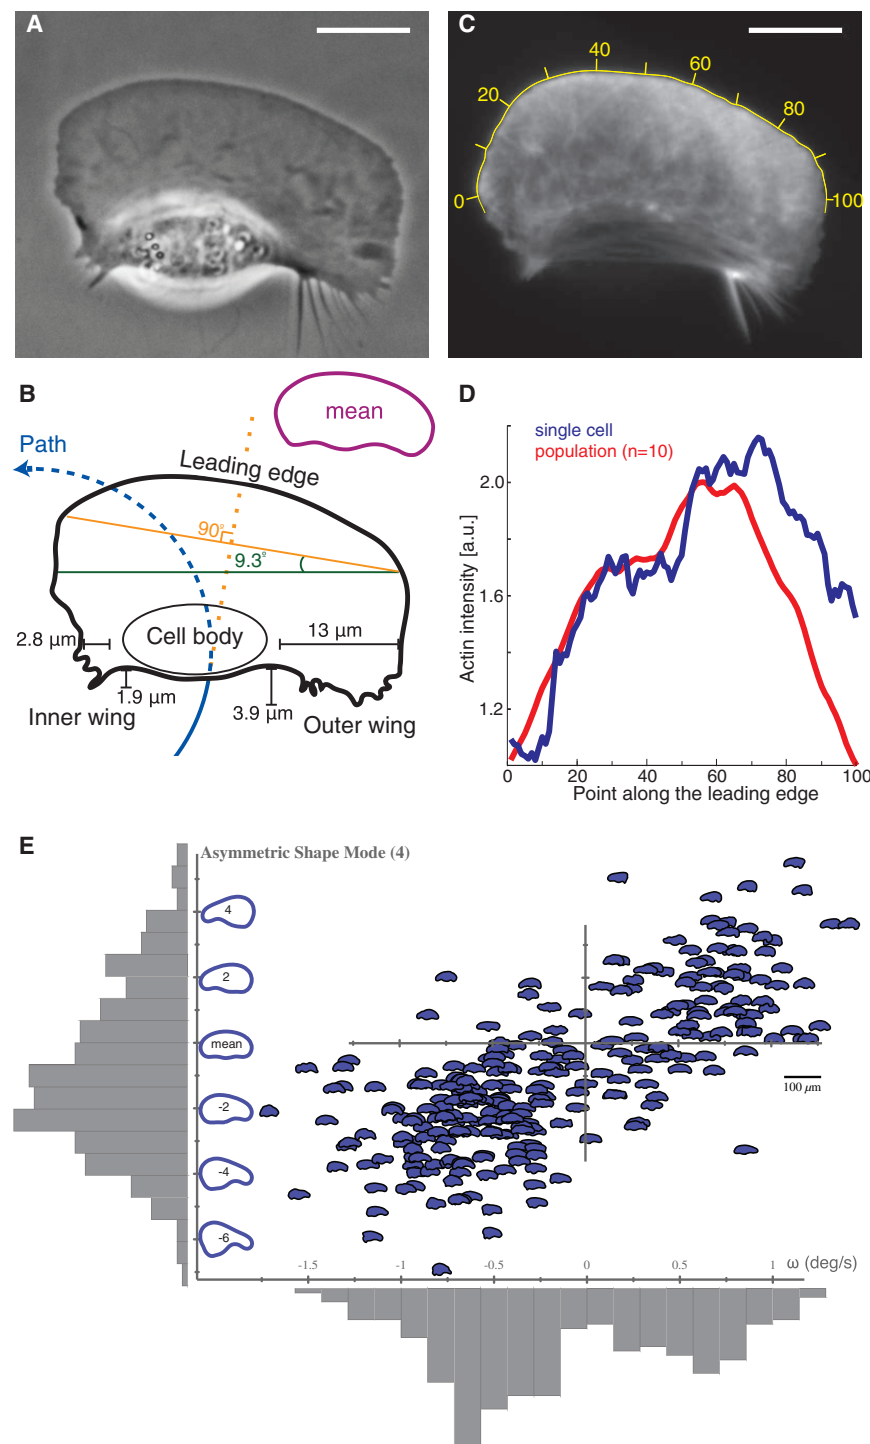 A
C
40
60
20
80
0
100
B
mean
Path
Leading edge
90°
9.3°
Cell body
2.8 µm
13 µm
1.9 µm
3.9 µm
Inner wing
Outer wing
D
single cell
population (n=10)
Actin intensity [a.u.]
2.0
1.6
1.2
0 20 40 60 80 100
Point along the leading edge
E
Asymmetric Shape Mode (4)
4
2
mean
-2
-4
-6
100 µm
-1.5 -1 -0.5 0 0.5 1 ω (deg/s)